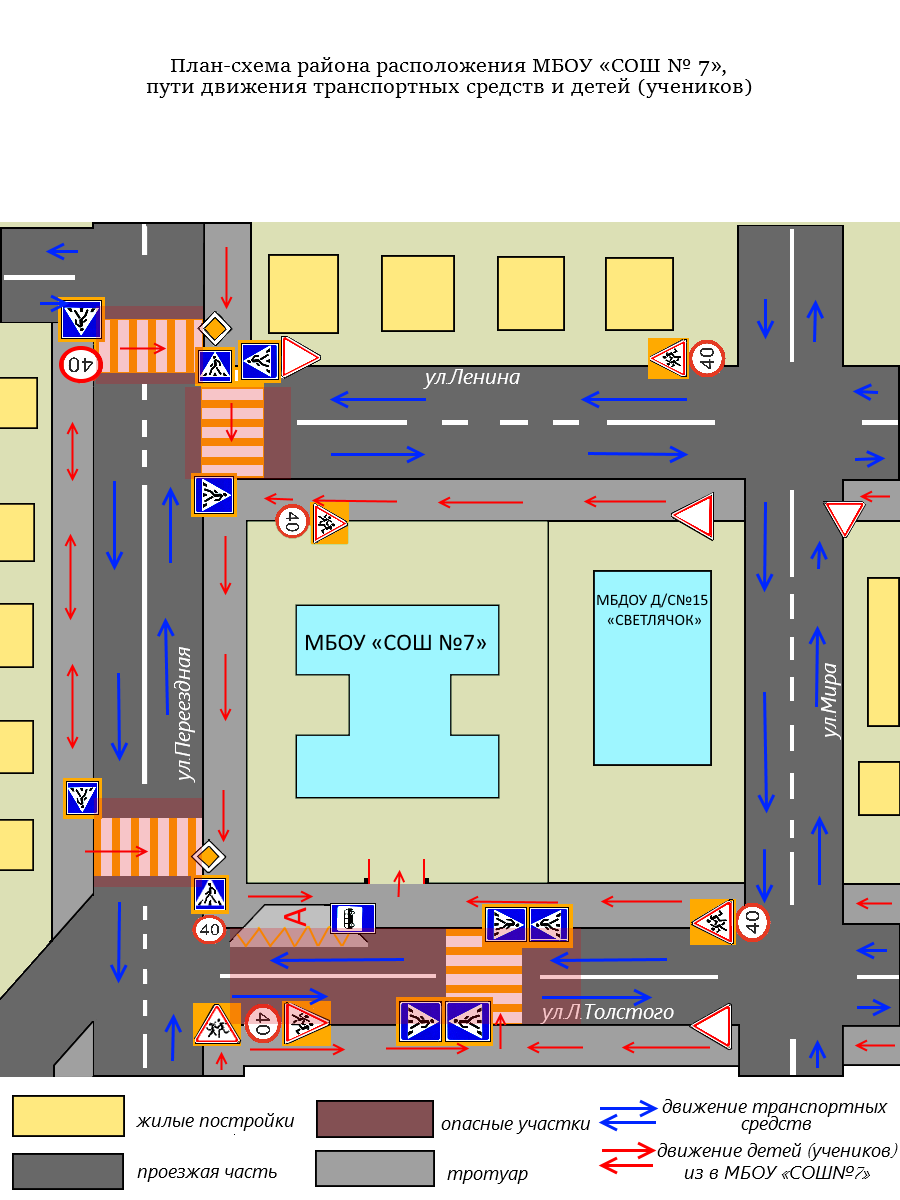 План-схема района расположения МБОУ «СОШ № 7»,
пути движения транспортных средств и детей (учеников)
40
ул.Ленина
40
40
МБДОУ Д/С№15
«СВЕТЛЯЧОК»
МБОУ «СОШ №7»
ул.Переездная
ул.Мира
А
40
40
40
ул.Л.Толстого
жилые постройки
опасные участки
движение транспортных
средств
проезжая часть
тротуар
движение детей (учеников)
из в МБОУ «СОШ№7»